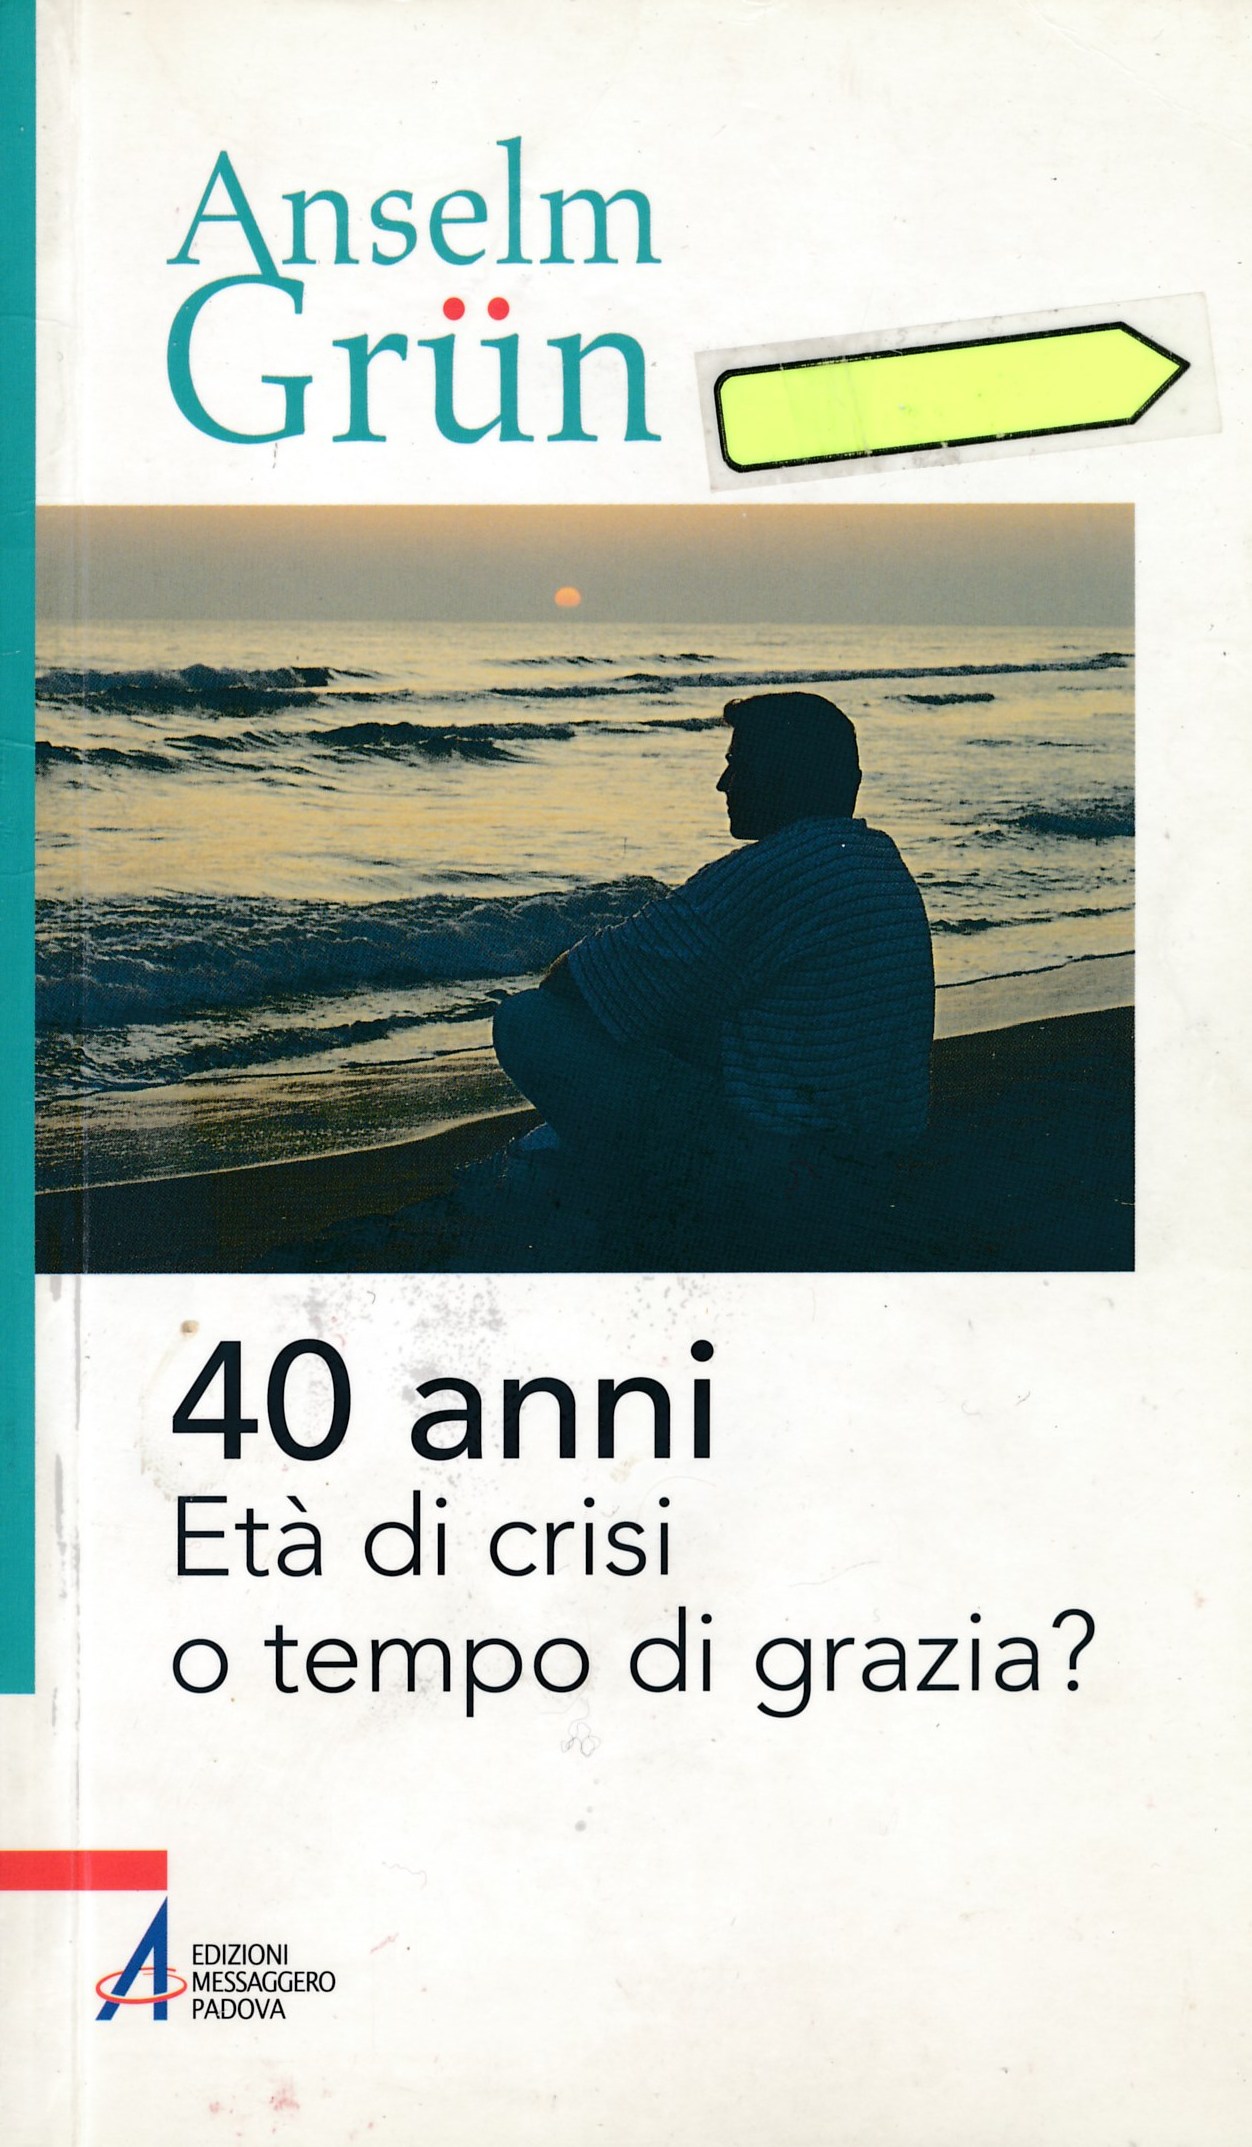 Anselm
Grün
40 anni
Età di crisi
o tempo di grazia?
EDIZIONI
MESSAGGERO
PADOVA